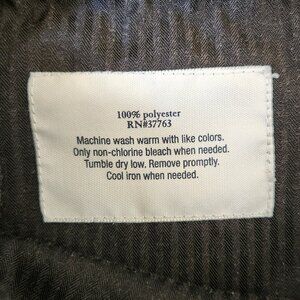 100% polyester
RN#37763
Machine wash warm with like colors.
Only non-chlorine bleach when needed.
Tumble dry low. Remove promptly.
Cool iron when needed.